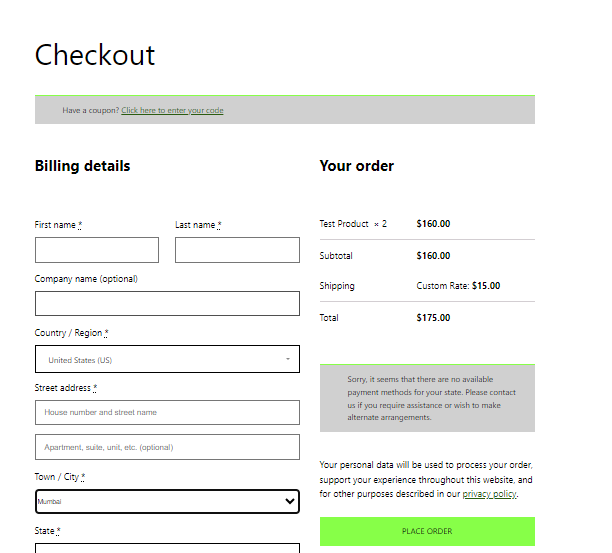 Checkout
Have a coupon? Click here to enter your code
Billing details
First name *
Last name *
Company name (optional)
Country / Region *
United States (US)
Street address *
House number and street name
Apartment, suite, unit, etc. (optional)
Town / City *
Mumbai
State *
Your order
Test Product × 2 $160.00
Subtotal $160.00
Shipping Custom Rate: $15.00
Total $175.00
Sorry, it seems that there are no available
payment methods for your state. Please contact
us if you require assistance or wish to make
alternate arrangements.
Your personal data will be used to process your order,
support your experience throughout this website, and
for other purposes described in our privacy policy.
PLACE ORDER